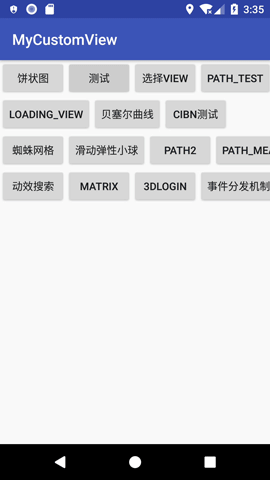 3:35
MyCustomView
饼状图 测试 选择VIEW PATH_TEST
LOADING_VIEW 贝塞尔曲线 CIBN测试
蜘蛛网格 滑动弹性小球 PATH2 PATH_MEA
动效搜索 MATRIX 3DLOGIN 事件分发机制